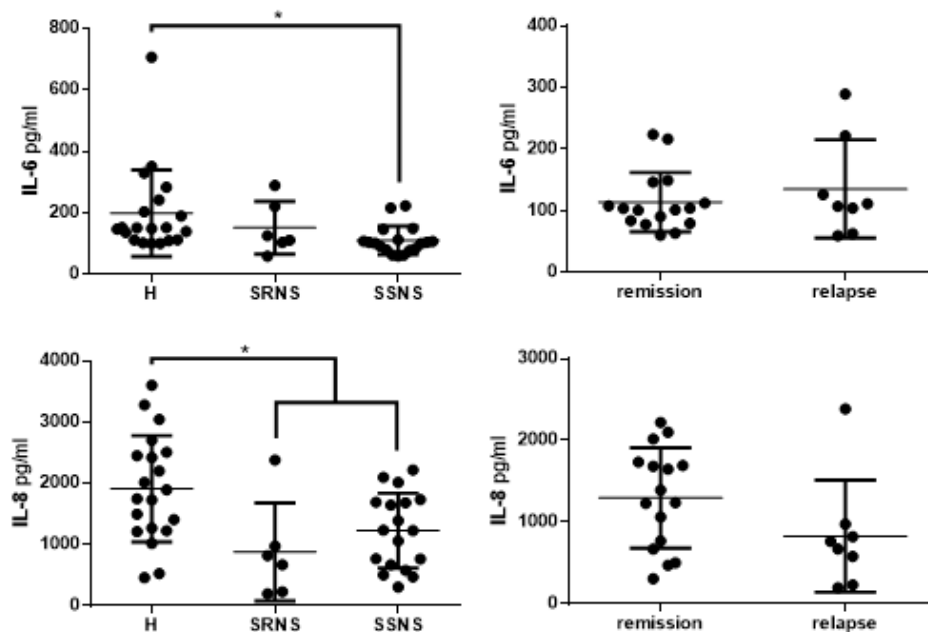 *
800
600
400
200
0
IL-6 pg/ml
H SRNS SSNS
400
300
200
100
0
IL-6 pg/ml
remission relapse
*
4000
3000
2000
1000
0
IL-8 pg/ml
H SRNS SSNS
3000
2000
1000
0
IL-8 pg/ml
remission relapse